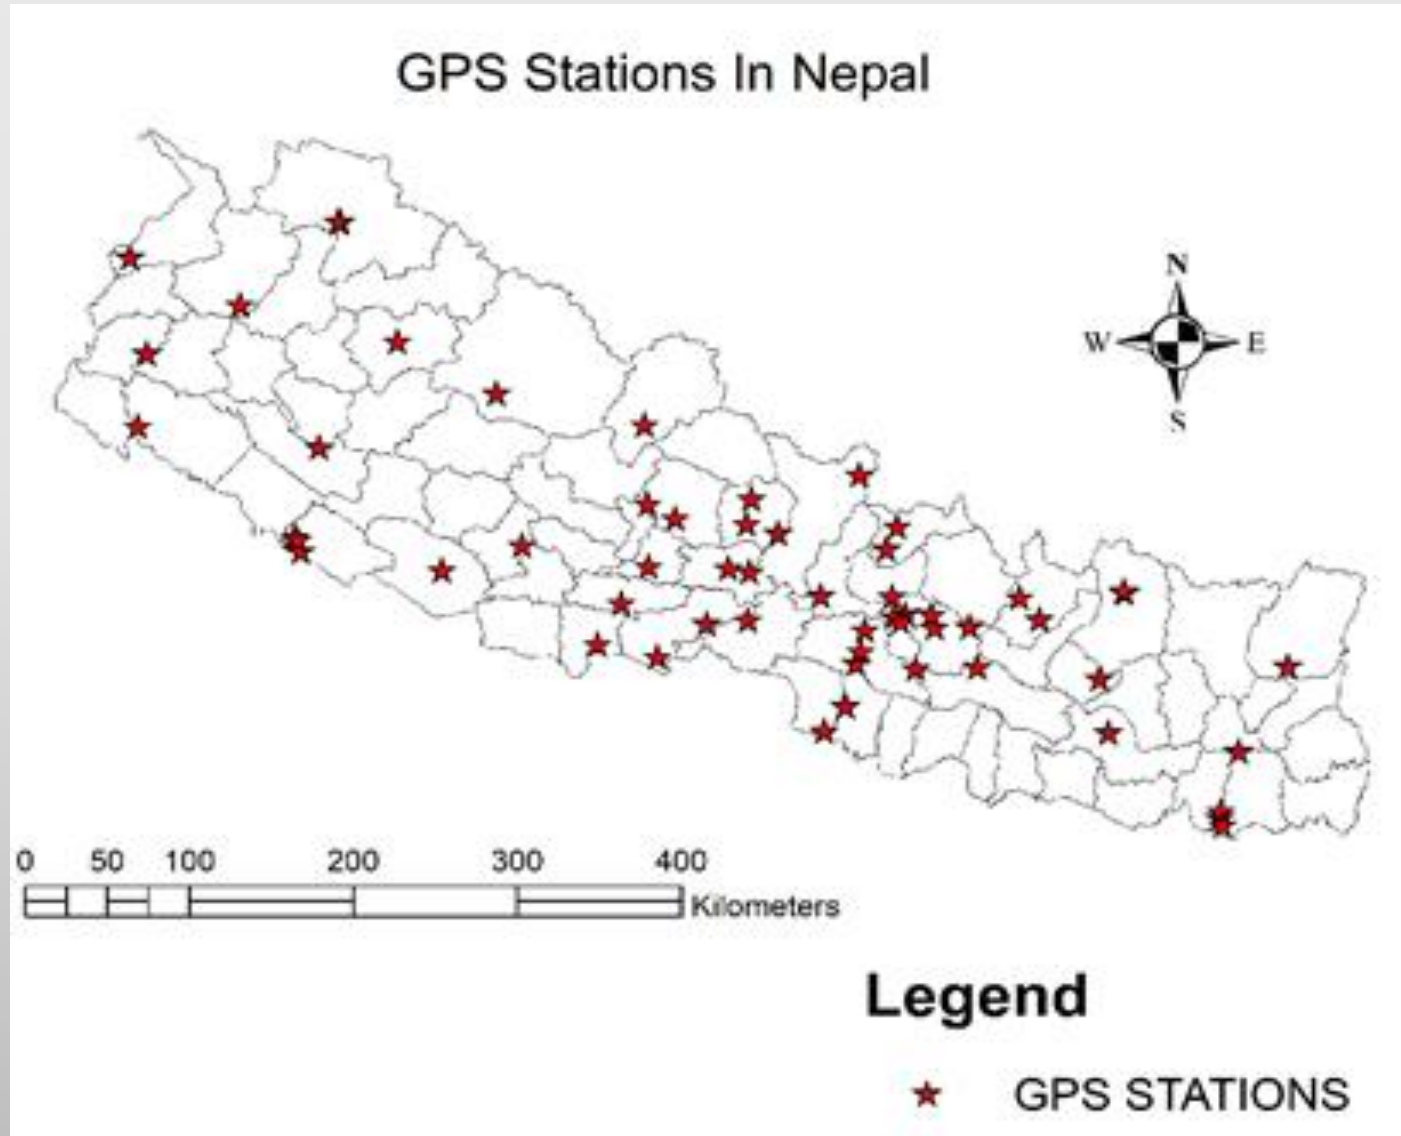 GPS Stations In Nepal
N
W E
S
0 50 100 200 300 400
Kilometers
Legend
GPS STATIONS